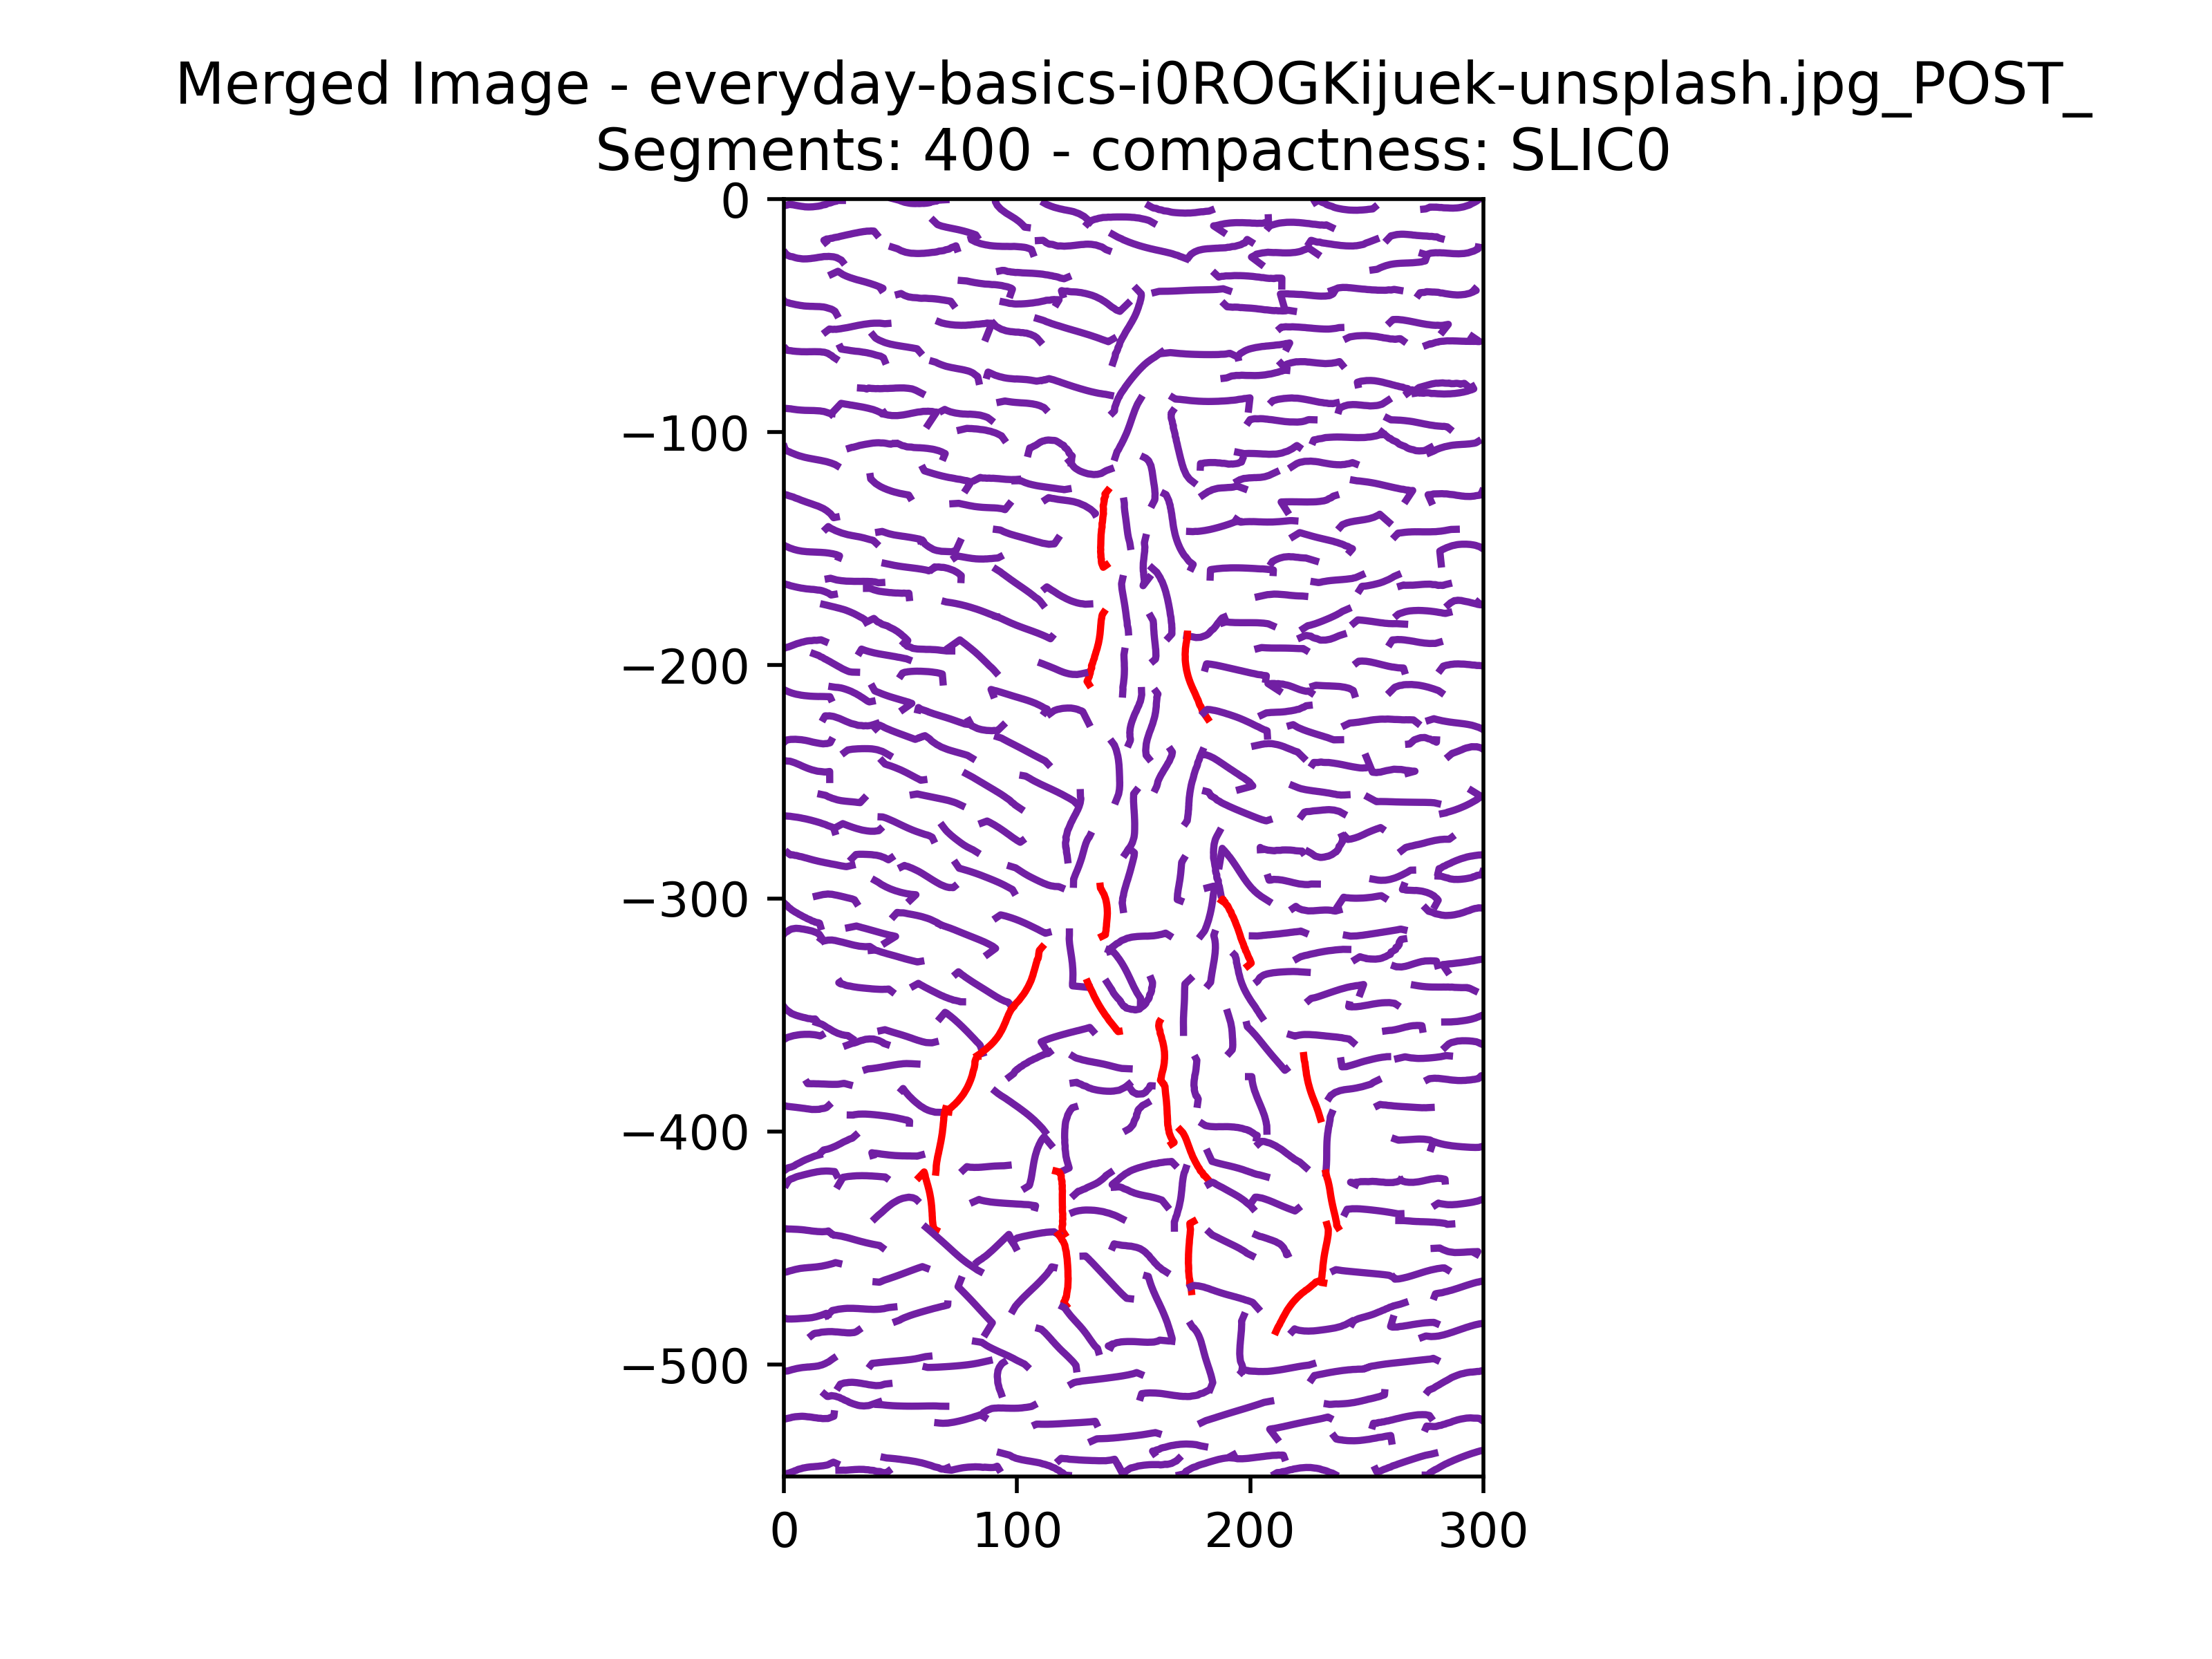 Merged Image - everyday-basics-i0ROGKijuek-unsplash.jpg_POST_
Segments: 400 - compactness: SLIC0
0
−100
−200
−300
−400
−500
0 100 200 300